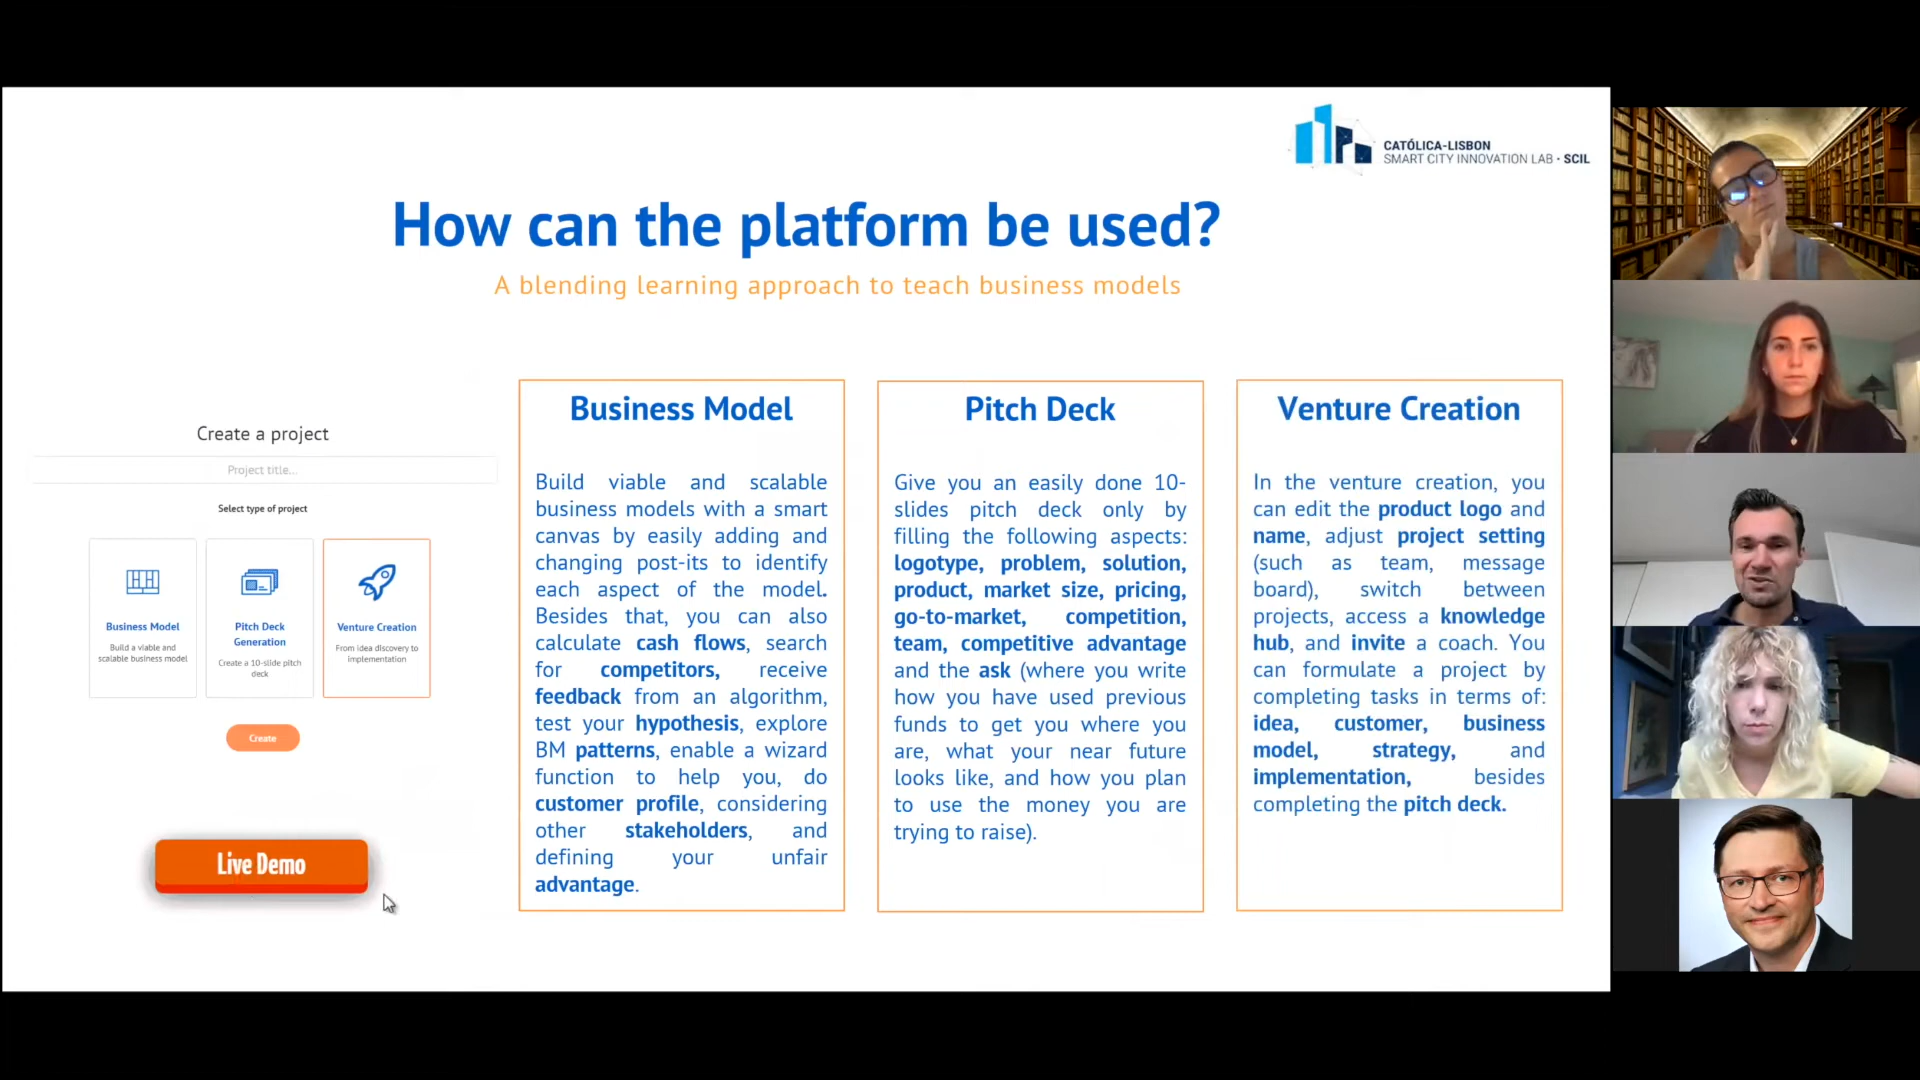 CATÓLICA-LISBON
SMART CITY INNOVATION LAB · SCIL
How can the platform be used?
A blending learning approach to teach business models
Create a project
Project title...
Select type of project
Business Model
Build a viable and
scalable business model
Pitch Deck
Generation
Create a 10-slide pitch
deck
Venture Creation
From idea discovery to
implementation
Create
Live Demo
Business Model
Build viable and scalable
business models with a smart
canvas by easily adding and
changing post-its to identify
each aspect of the model.
Besides that, you can also
calculate cash flows, search
for competitors, receive
feedback from an algorithm,
test your hypothesis, explore
BM patterns, enable a wizard
function to help you, do
customer profile, considering
other stakeholders, and
defining your unfair
advantage.
Pitch Deck
Give you an easily done 10-
slides pitch deck only by
filling the following aspects:
logotype, problem, solution,
product, market size, pricing,
go-to-market, competition,
team, competitive advantage
and the ask (where you write
how you have used previous
funds to get you where you
are, what your near future
looks like, and how you plan
to use the money you are
trying to raise).
Venture Creation
In the venture creation, you
can edit the product logo and
name, adjust project setting
(such as team, message
board), switch between
projects, access a knowledge
hub, and invite a coach. You
can formulate a project by
completing tasks in terms of:
idea, customer, business
model, strategy, and
implementation, besides
completing the pitch deck.